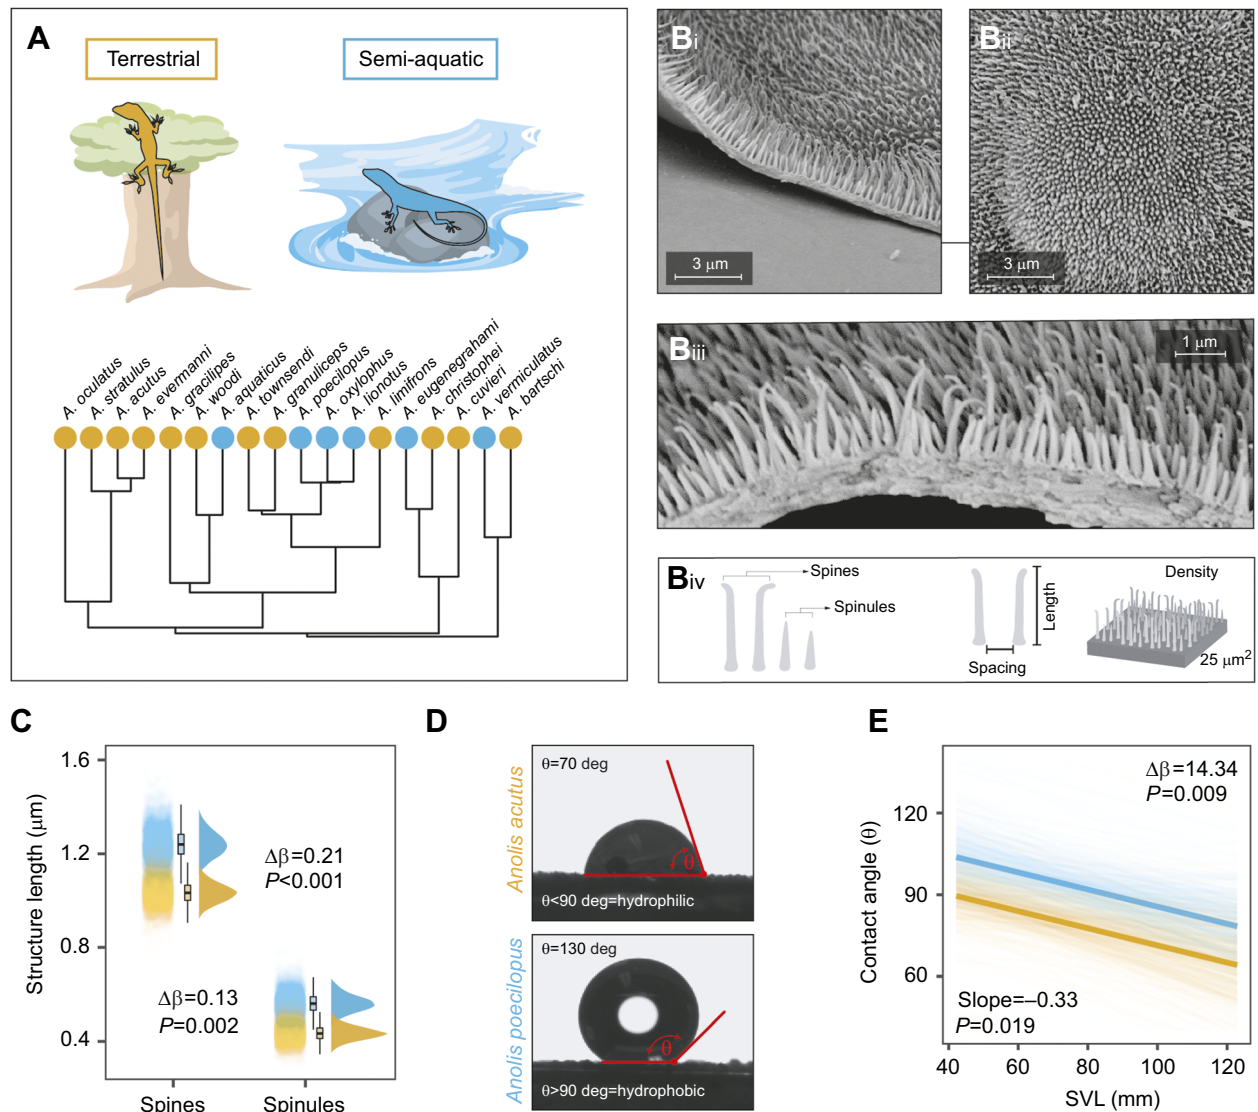 A
Terrestrial
Semi-aquatic
A. oculatus
A. stratulus
A. acutus
A. evermanni
A. gracilipes
A. woodi
A. aquaticus
A. townsendi
A. granuliceps
A. poecilopus
A. oxylophus
A. lionotus
A. limifrons
A. eugenegrahami
A. christophei
A. cuvieri
A. vermiculatus
A. bartschi
Bi
3 μm
Bii
3 μm
Biii
1 μm
Biv
Spines
Spinules
Spacing
Length
Density
25 μm²
C
Structure length (μm)
1.6
1.2
0.8
0.4
Δβ=0.21
P<0.001
Δβ=0.13
P=0.002
Spines
Spinules
D
Anolis acutus
θ=70 deg
θ
θ<90 deg=hydrophilic
Anolis poecilopus
θ=130 deg
θ
θ>90 deg=hydrophobic
E
Contact angle (θ)
120
90
60
Δβ=14.34
P=0.009
Slope=–0.33
P=0.019
40
60
80
100
120
SVL (mm)